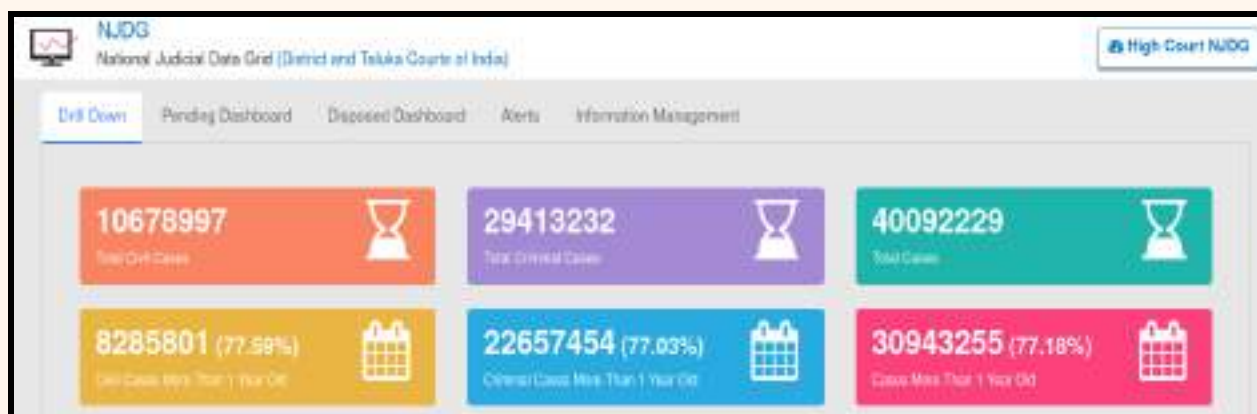 NJDG
National Judicial Data Grid (District and Taluka Courts of India)
High Court NJDG
Drill Down Pending Dashboard Disposed Dashboard Alerts Information Management
10678997
Total Civil Cases
29413232
Total Criminal Cases
40092229
Total Cases
8285801 (77.59%)
Civil Cases More Than 1 Year Old
22657454 (77.03%)
Criminal Cases More Than 1 Year Old
30943255 (77.18%)
Cases More Than 1 Year Old